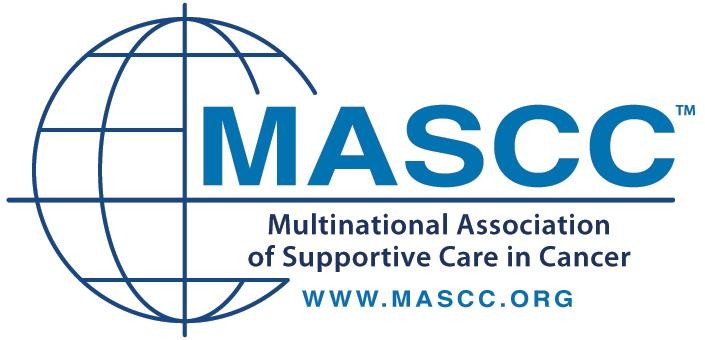 MASCC™
Multinational Association
of Supportive Care in Cancer
WWW.MASCC.ORG